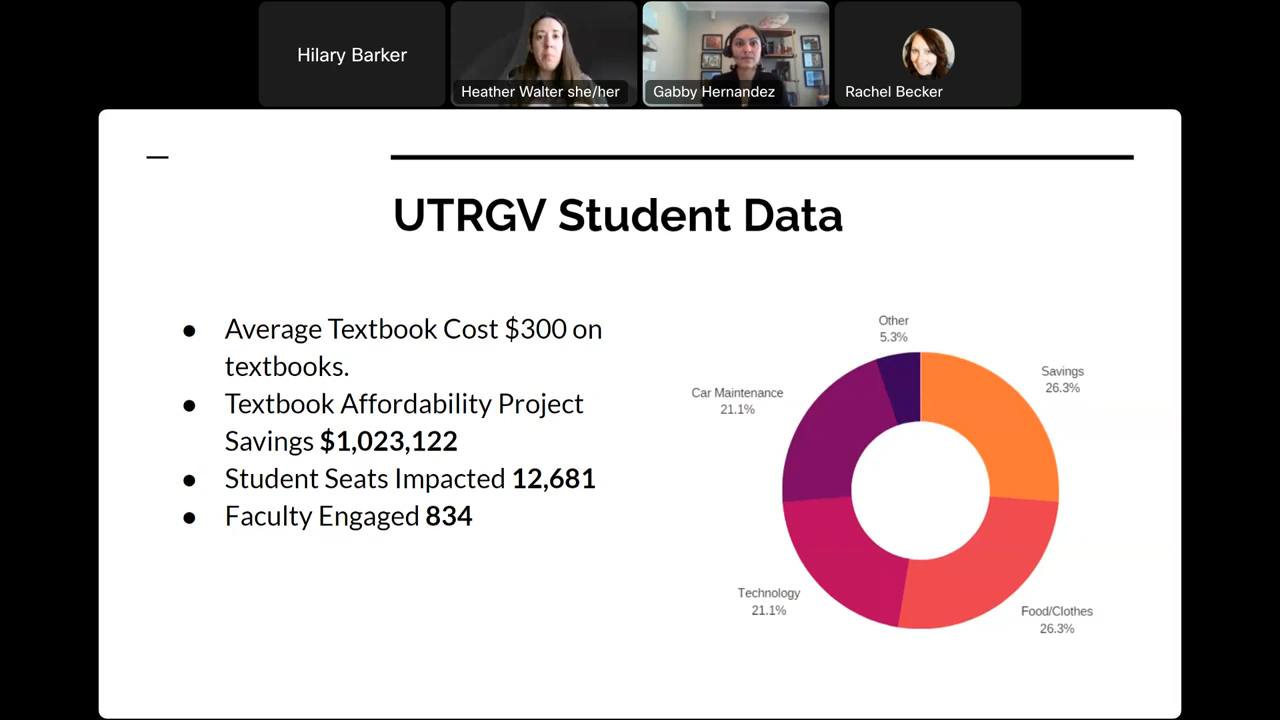 Hilary Barker
Heather Walter she/her
Gabby Hernandez
Rachel Becker
UTRGV Student Data
● Average Textbook Cost $300 on
textbooks.
● Textbook Affordability Project
Savings $1,023,122
● Student Seats Impacted 12,681
● Faculty Engaged 834
Other
5.3%
Savings
26.3%
Car Maintenance
21.1%
Technology
21.1%
Food/Clothes
26.3%